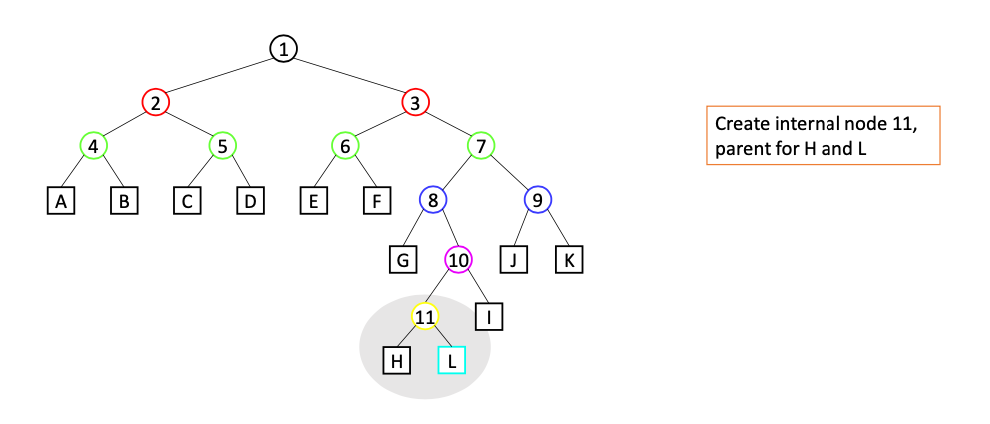 1
2
3
Create internal node 11,
parent for H and L
4
5
6
7
A
B
C
D
E
F
8
9
G
10
J
K
11
I
H
L